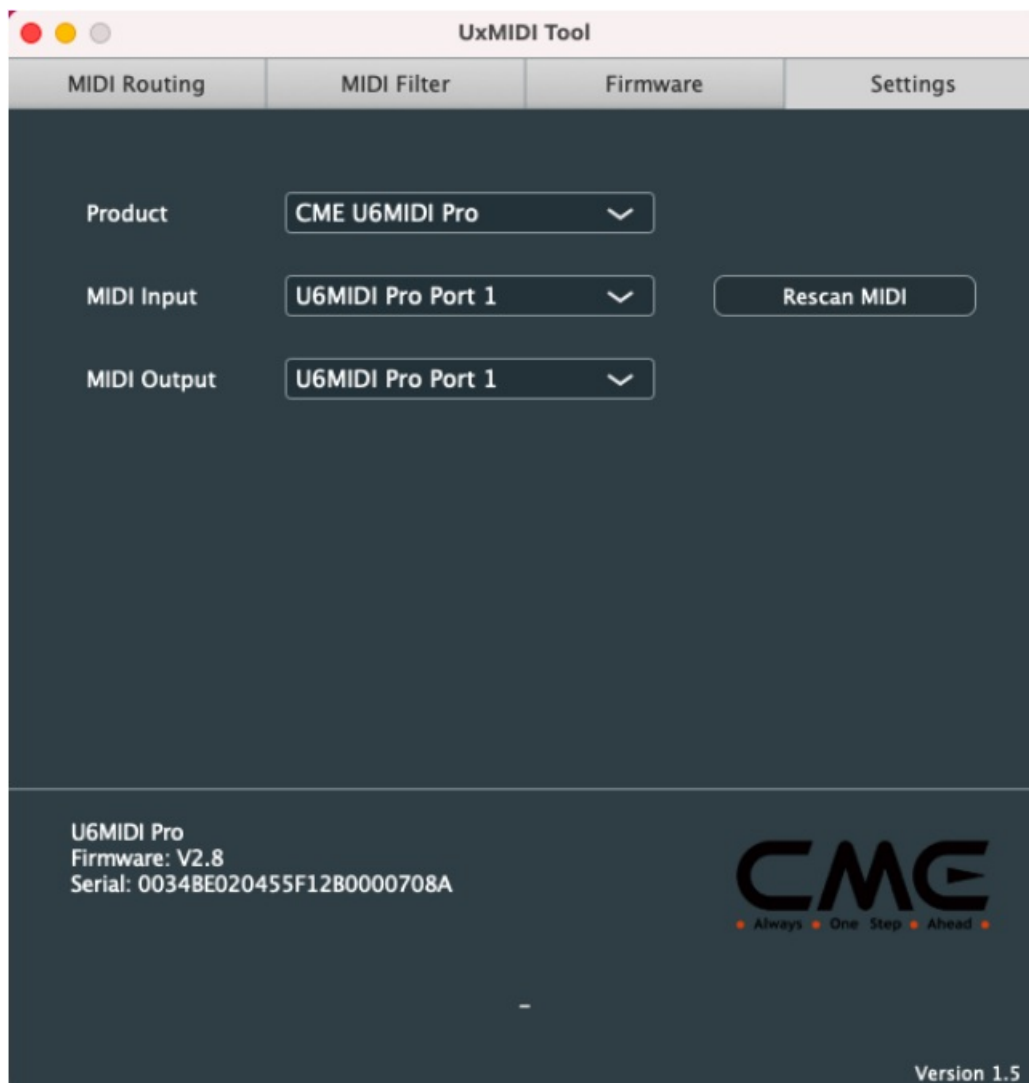 UxMIDI Tool
MIDI Routing MIDI Filter Firmware Settings
Product CME U6MIDI Pro
MIDI Input U6MIDI Pro Port 1 Rescan MIDI
MIDI Output U6MIDI Pro Port 1
U6MIDI Pro
Firmware: V2.8
Serial: 0034BE020455F12B0000708A
CME
• Always • One Step • Ahead •
–
Version 1.5